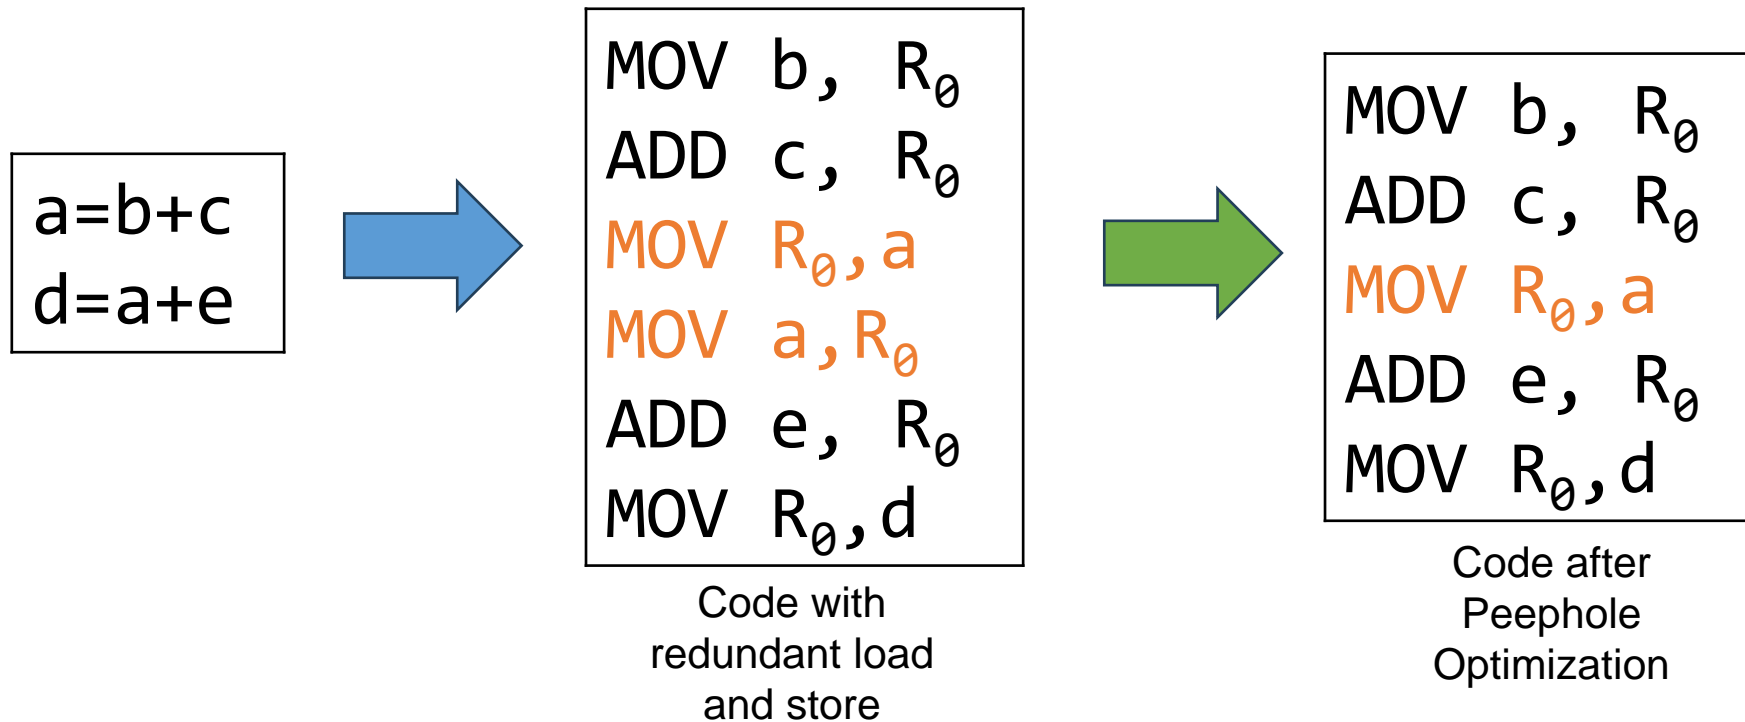 a=b+c
d=a+e
MOV b, R₀
ADD c, R₀
MOV R₀,a
MOV a,R₀
ADD e, R₀
MOV R₀,d
Code with
redundant load
and store
MOV b, R₀
ADD c, R₀
MOV R₀,a
ADD e, R₀
MOV R₀,d
Code after
Peephole
Optimization